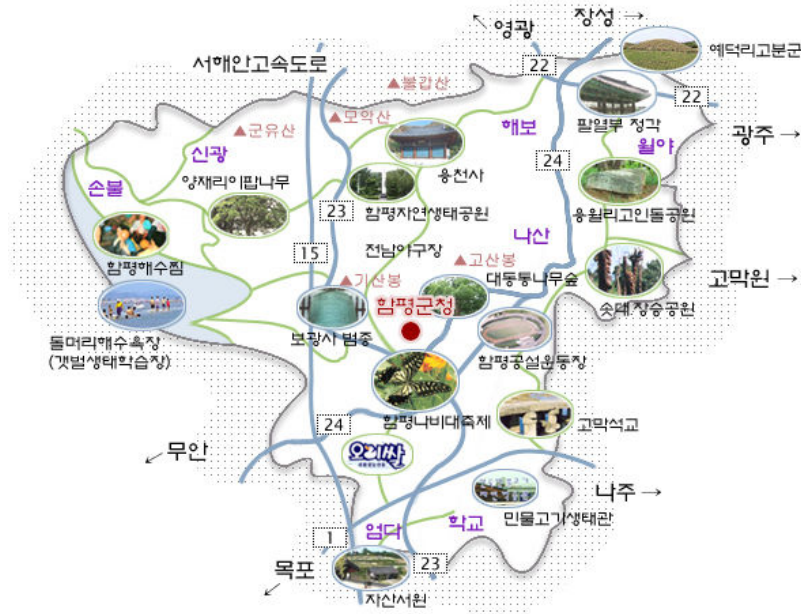 영광
장성 →
예덕리고분군
서해안고속도로
22
▲불갑산
22
팔열부 정각
▲모악산
해보
▲군유산
광주 →
신광
월야
24
용천사
양재리이팝나무
손불
함평자연생태공원
용월리고인돌공원
23
나산
15
전남야구장
▲고산봉
함평해수찜
▲기산봉
대동통나무숲
고막원 →
함평군청
솟대장승공원
돌머리해수욕장
(갯벌생태학습장)
보광사 범종
함평공설운동장
24
함평나비대축제
고막석교
← 무안
오리쌀
나주 →
민물고기생태관
1
엄다
학교
23
목포
자산서원